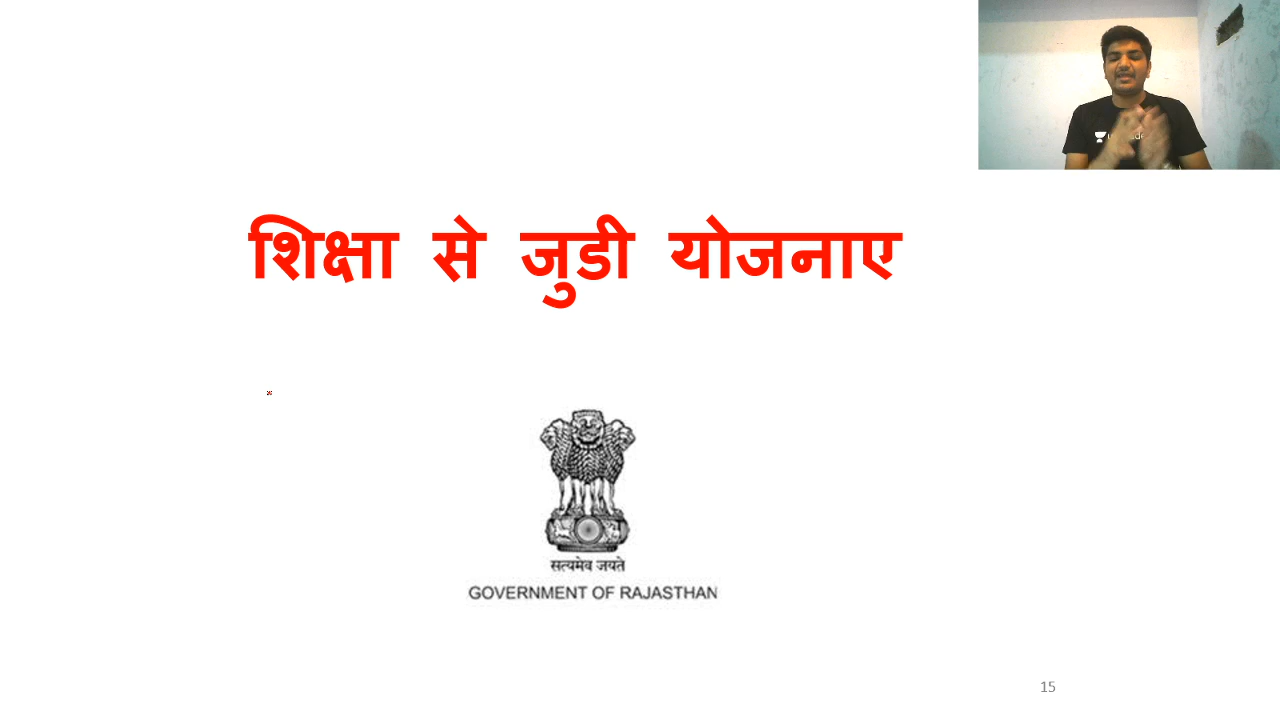 शिक्षा से जुडी योजनाए
सत्यमेव जयते
GOVERNMENT OF RAJASTHAN
15